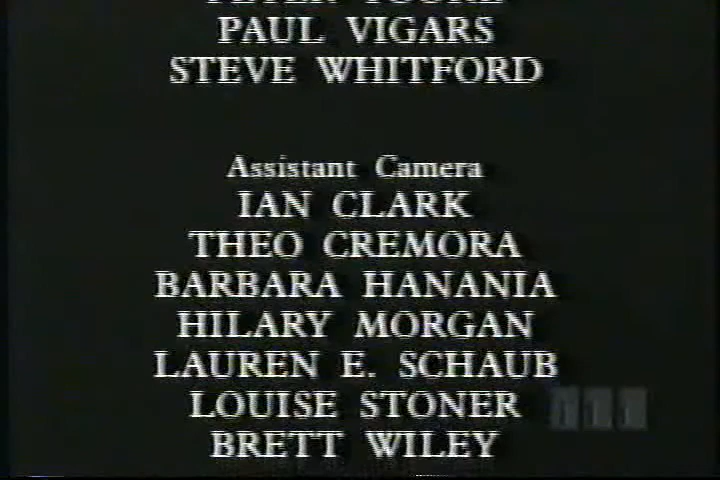 PAUL VIGARS
STEVE WHITFORD
Assistant Camera
IAN CLARK
THEO CREMORA
BARBARA HANANIA
HILARY MORGAN
LAUREN E. SCHAUB
LOUISE STONER
BRETT WILEY